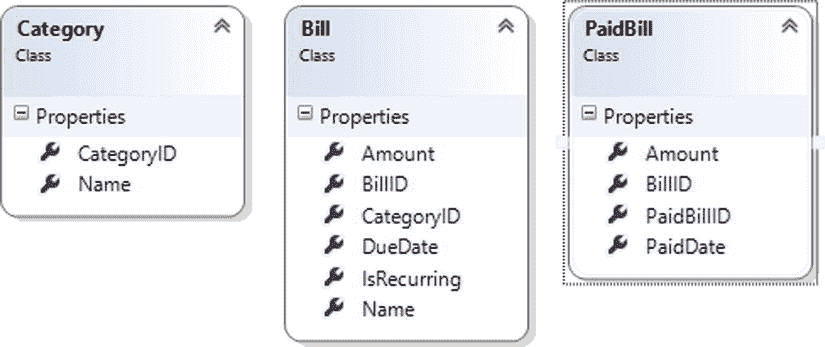 Category
Class
Properties
CategoryID
Name
Bill
Class
Properties
Amount
BillID
CategoryID
DueDate
IsRecurring
Name
PaidBill
Class
Properties
Amount
BillID
PaidBillID
PaidDate